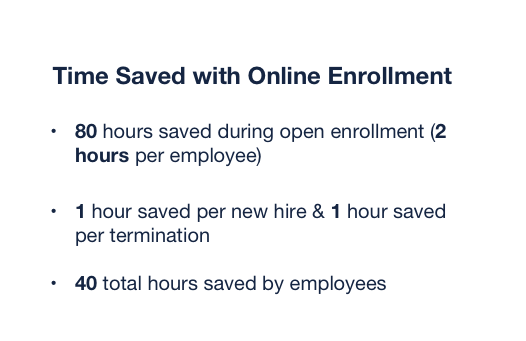 Time Saved with Online Enrollment
• 80 hours saved during open enrollment (2
hours per employee)
• 1 hour saved per new hire & 1 hour saved
per termination
• 40 total hours saved by employees